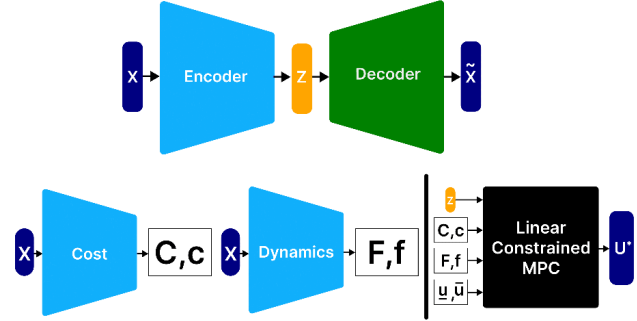 X
Encoder
Z
Decoder
X̃
X
Cost
C,c
X
Dynamics
F,f
z
C,c
F,f
u̲,ū
Linear
Constrained
MPC
U*